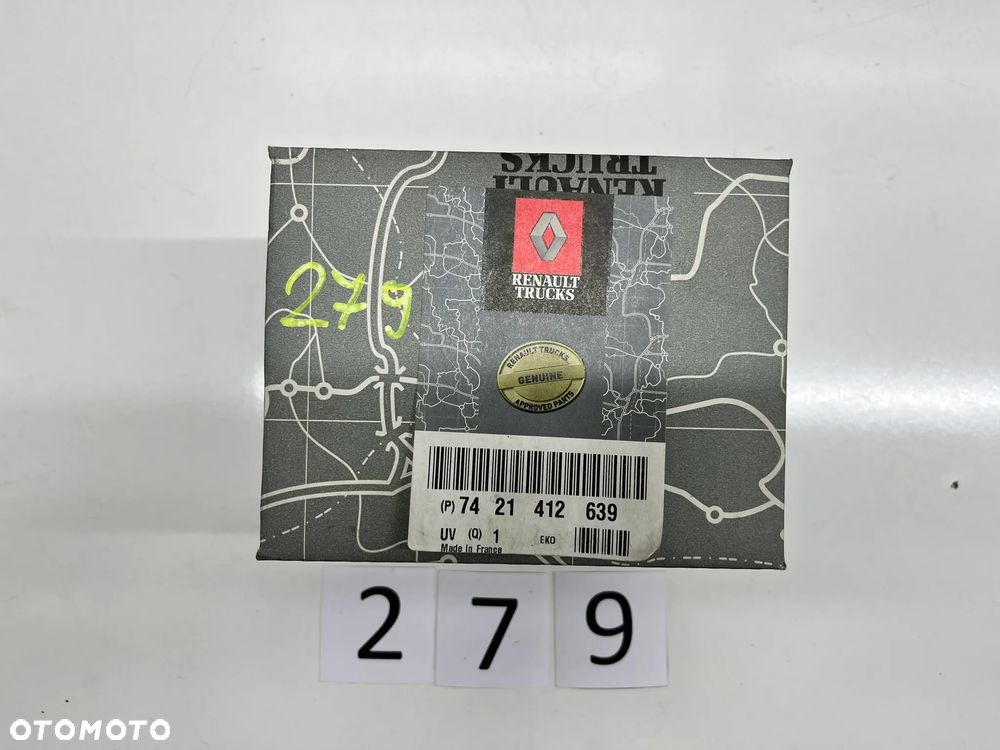 RENAULT
TRUCKS
279
RENAULT
TRUCKS
RENAULT TRUCKS
GENUINE
APPROVED PARTS
(P) 74 21 412 639
UV (Q) 1 EKO
Made in France
2 7 9
OTOMOTO